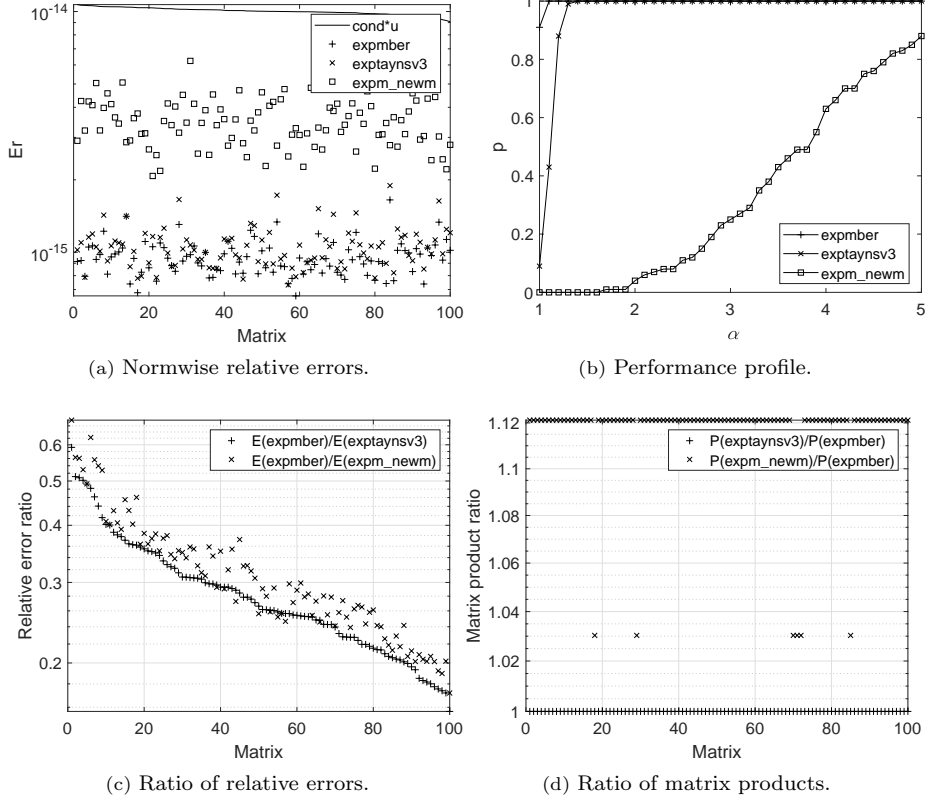 10-14
cond*u
expmber
exptaynsv3
expm_newm
Er
10-15
0 20 40 60 80 100
Matrix
(a) Normwise relative errors.
1
0.8
0.6
p
0.4
0.2
0
expmber
exptaynsv3
expm_newm
1 2 3 4 5
α
(b) Performance profile.
0.6
0.5
0.4
0.3
0.2
Relative error ratio
E(expmber)/E(exptaynsv3)
E(expmber)/E(expm_newm)
0 20 40 60 80 100
Matrix
(c) Ratio of relative errors.
1.12
1.1
1.08
1.06
1.04
1.02
1
Matrix product ratio
P(exptaynsv3)/P(expmber)
P(expm_newm)/P(expmber)
0 20 40 60 80 100
Matrix
(d) Ratio of matrix products.